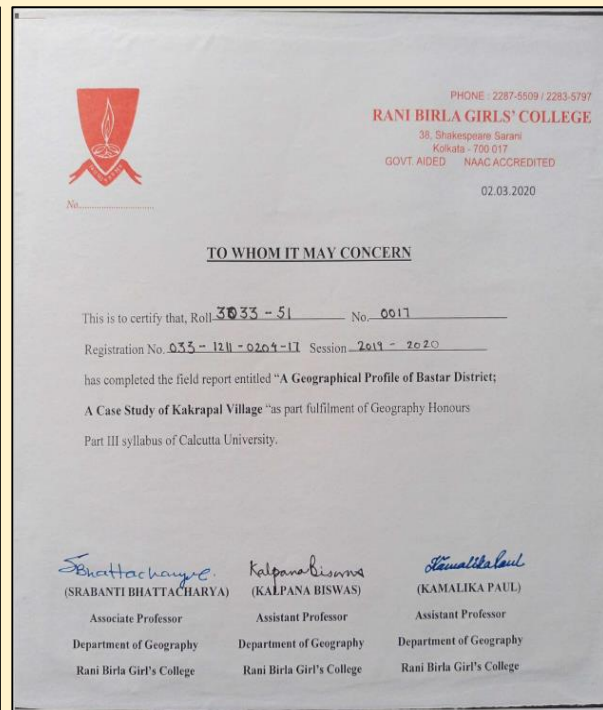 PHONE : 2287-5509 / 2283-5797
RANI BIRLA GIRLS' COLLEGE
38, Shakespeare Sarani
Kolkata - 700 017
GOVT. AIDED NAAC ACCREDITED
No.
02.03.2020
TO WHOM IT MAY CONCERN
This is to certify that, Roll 3033 - 51 No. 0017
Registration No. 033 - 1211 - 0204-17 Session 2019 - 2020
has completed the field report entitled “A Geographical Profile of Bastar District;
A Case Study of Kakrapal Village “as part fulfilment of Geography Honours
Part III syllabus of Calcutta University.
SBhattacharya. Kalpana Biswas Kamalika Paul
(SRABANTI BHATTACHARYA) (KALPANA BISWAS) (KAMALIKA PAUL)
Associate Professor Assistant Professor Assistant Professor
Department of Geography Department of Geography Department of Geography
Rani Birla Girl's College Rani Birla Girl's College Rani Birla Girl's College